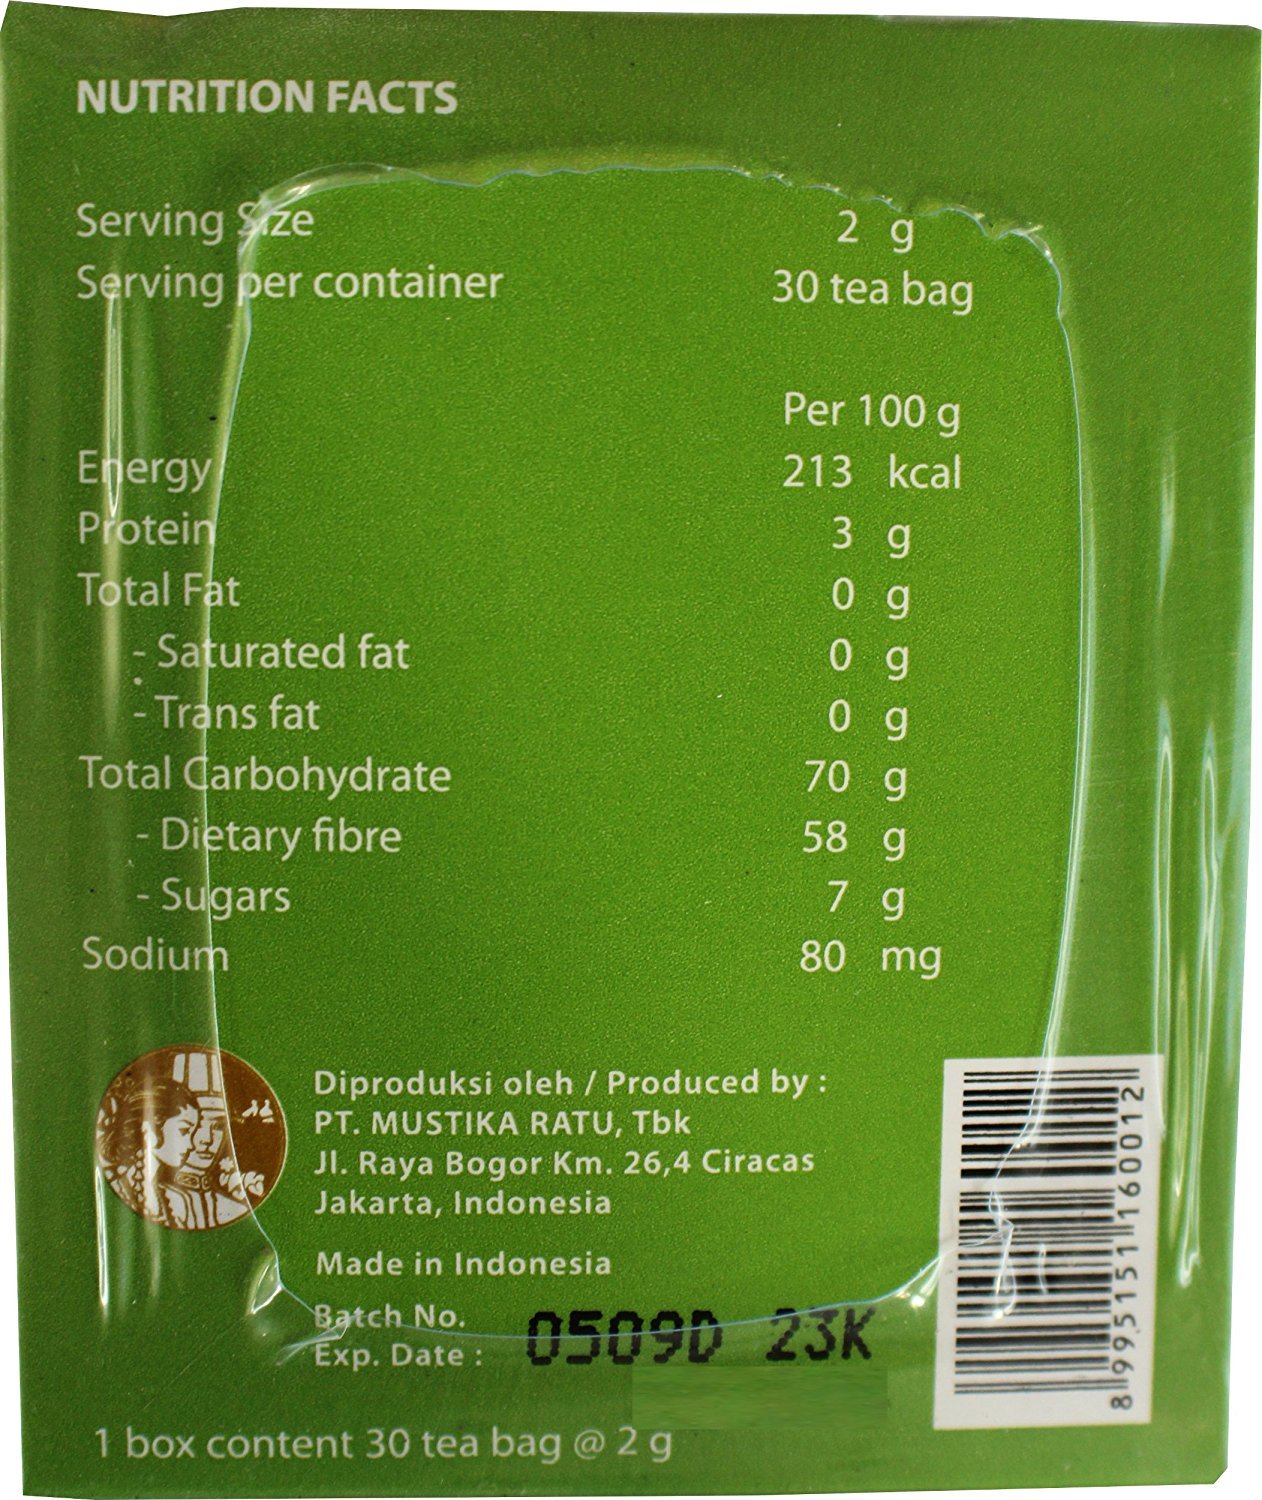 NUTRITION FACTS
Serving Size 2 g
Serving per container 30 tea bag
Per 100 g
Energy 213 kcal
Protein 3 g
Total Fat 0 g
- Saturated fat 0 g
- Trans fat 0 g
Total Carbohydrate 70 g
- Dietary fibre 58 g
- Sugars 7 g
Sodium 80 mg
Diproduksi oleh / Produced by :
PT. MUSTIKA RATU, Tbk
Jl. Raya Bogor Km. 26,4 Ciracas
Jakarta, Indonesia
Made in Indonesia
Batch No. 0509D 23K
Exp. Date :
1 box content 30 tea bag @ 2 g
8 995151 160012